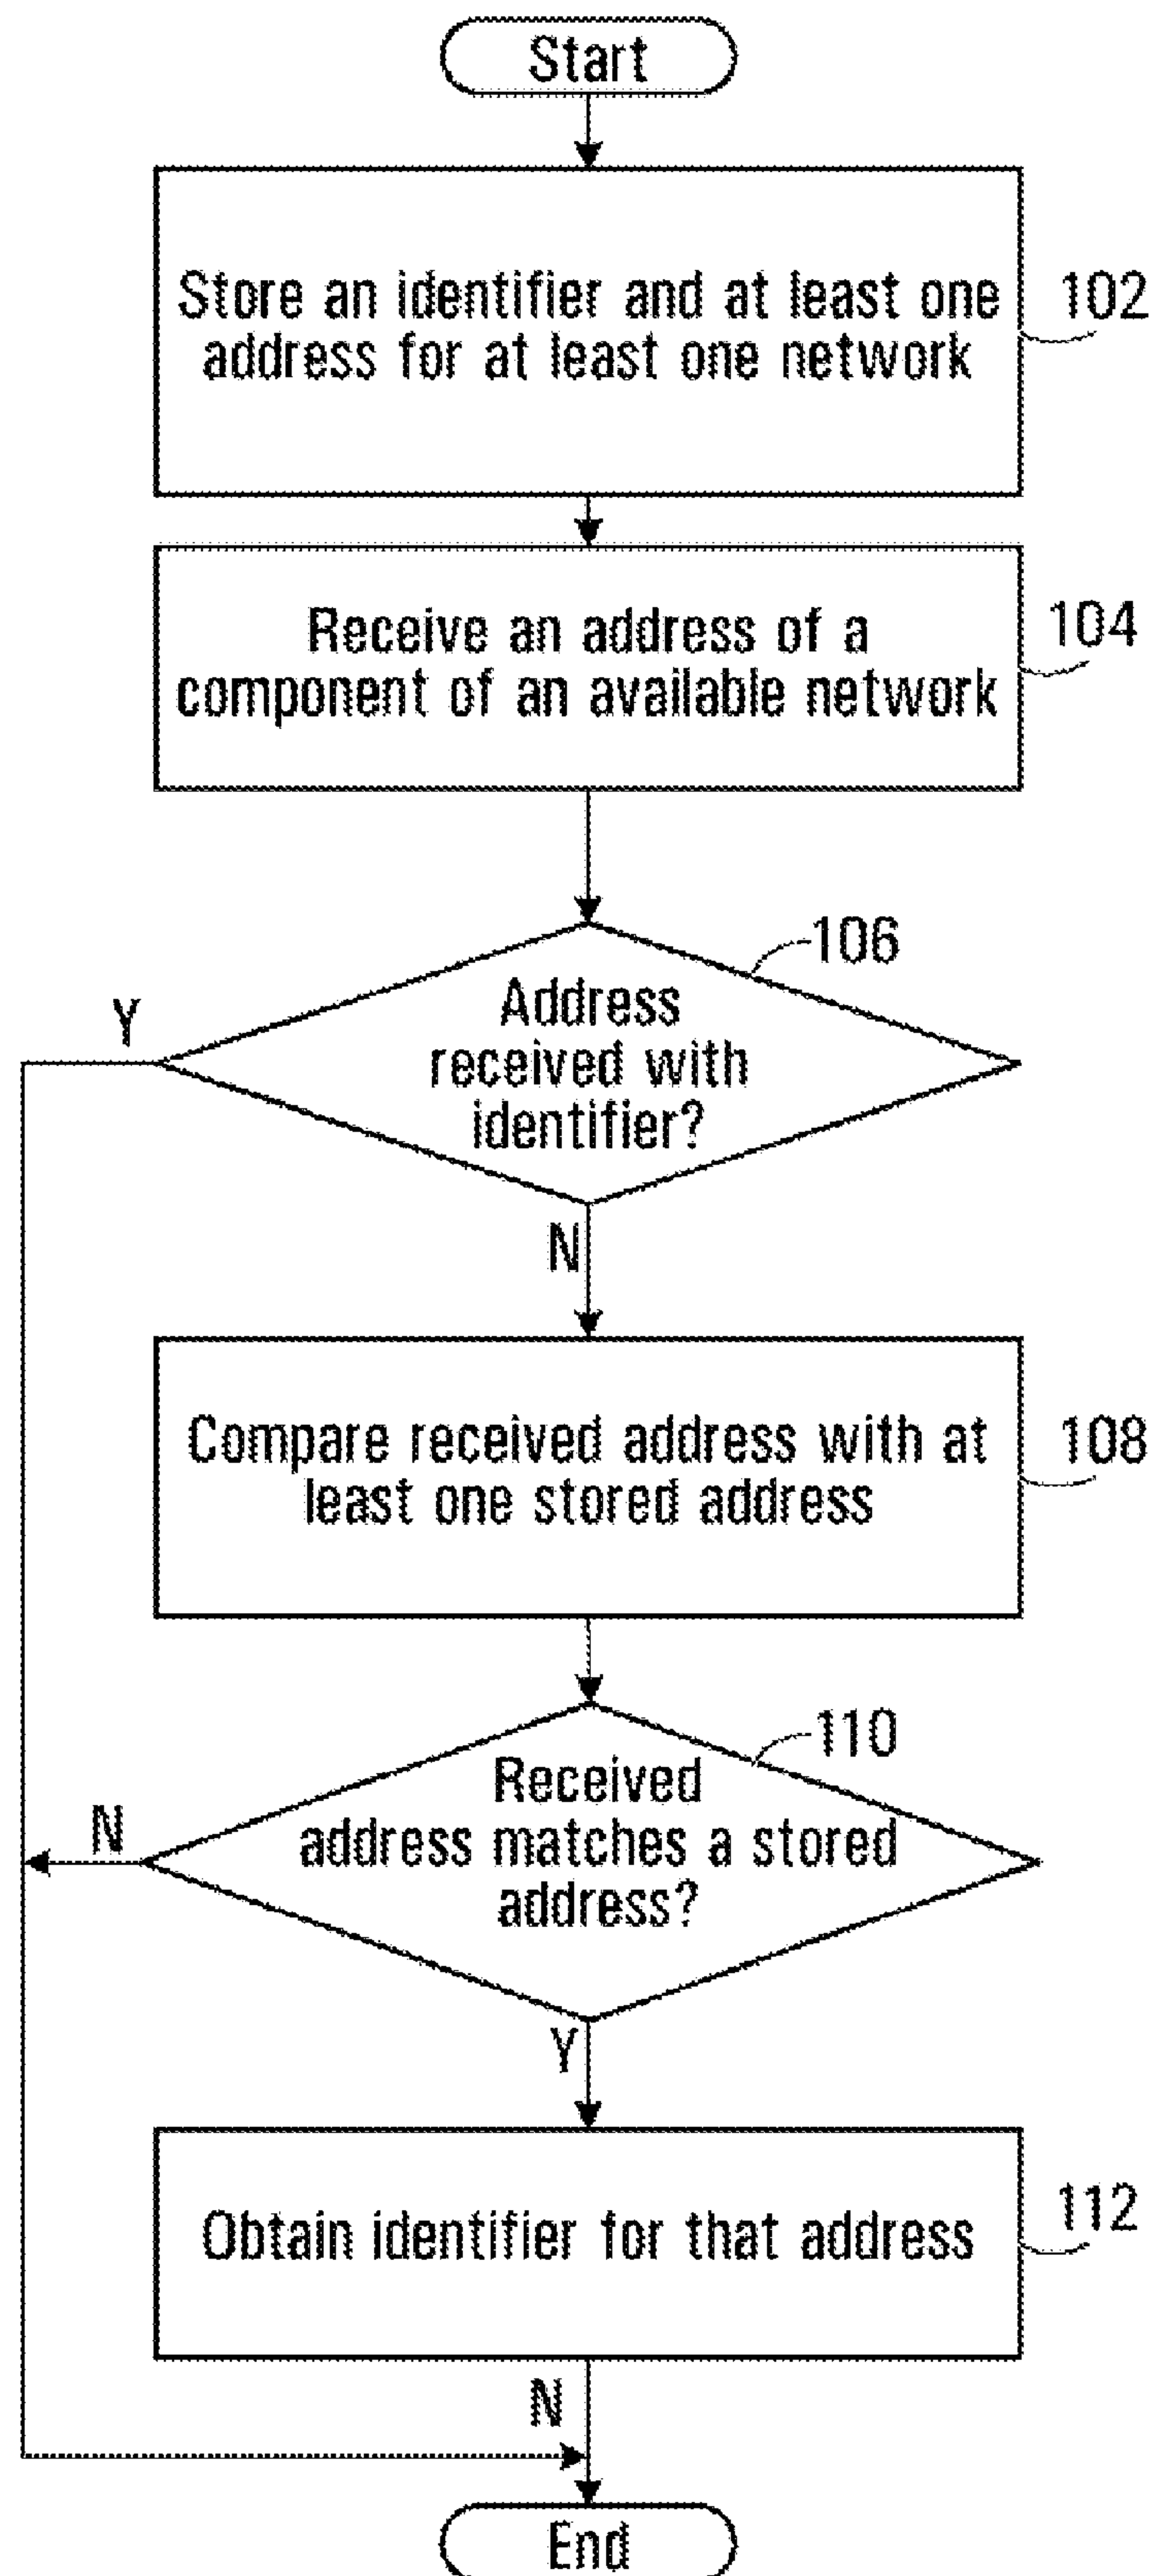 Start
Store an identifier and at least one
address for at least one network
102
Receive an address of a
component of an available network
104
106
Address
received with
identifier?
Y
N
Compare received address with at
least one stored address
108
110
Received
address matches a stored
address?
N
Y
Obtain identifier for that address
112
N
End